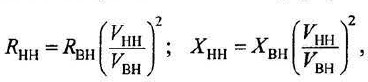 R_НН = R_ВН (V_НН / V_ВН)²; X_НН = X_ВН (V_НН / V_ВН)²,